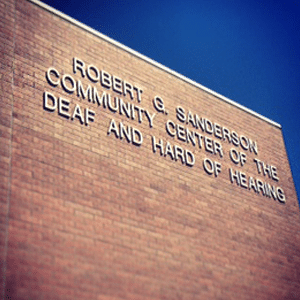 ROBERT G. SANDERSON
COMMUNITY CENTER OF THE
DEAF AND HARD OF HEARING